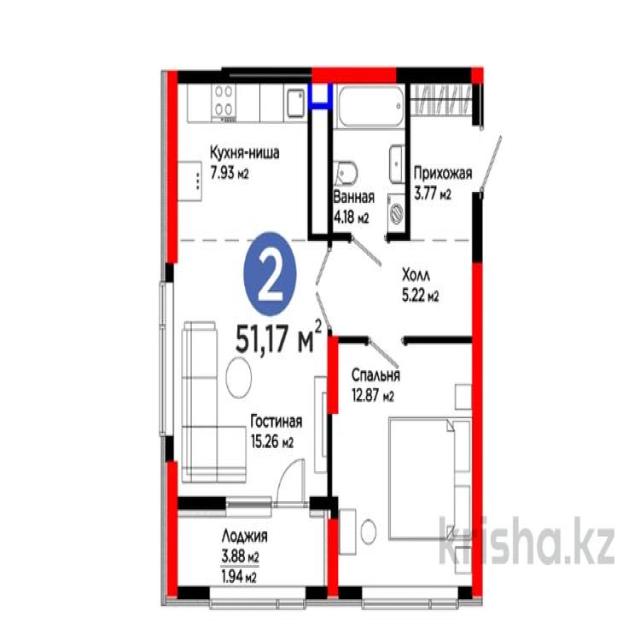 Кухня-ниша
7.93 м2
Ванная
4.18 м2
Прихожая
3.77 м2
2
51,17 м2
Холл
5.22 м2
Гостиная
15.26 м2
Спальня
12.87 м2
Лоджия
3.88 м2
1.94 м2
krisha.kz